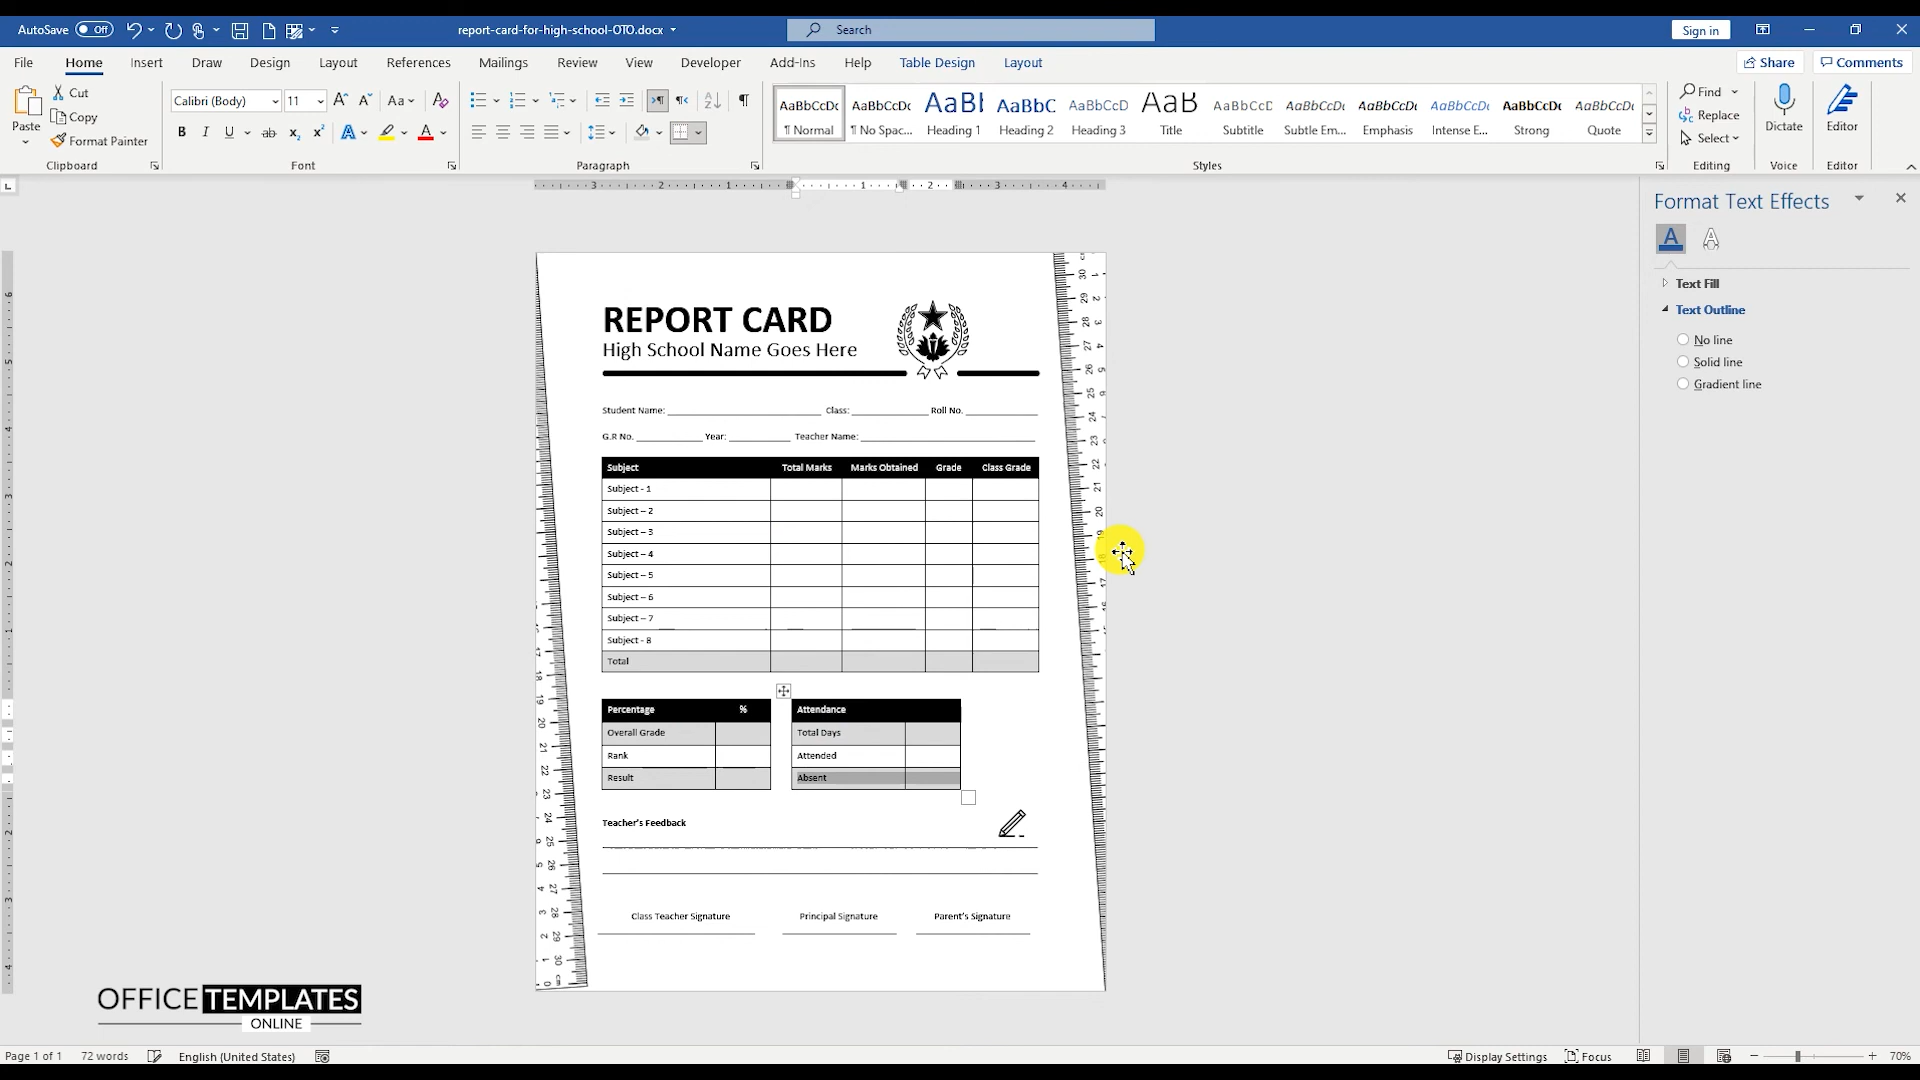 AutoSave Off
report-card-for-high-school-OTO.docx
Search
Sign in
File Home Insert Draw Design Layout References Mailings Review View Developer Add-Ins Help Table Design Layout
Share Comments
Paste
Cut
Copy
Format Painter
Clipboard
Calibri (Body) 11
Font
Paragraph
AaBbCcDc AaBbCcDc AaBb AaBbC AaBbCcD AaB AaBbCcD AaBbCcDc AaBbCcDc AaBbCcDc AaBbCcDc AaBbCcDc
¶ Normal ¶ No Spac... Heading 1 Heading 2 Heading 3 Title Subtitle Subtle Em... Emphasis Intense E... Strong Quote
Styles
Find
Replace
Select
Editing
Dictate
Voice
Editor
Editor
Format Text Effects
Text Fill
Text Outline
No line
Solid line
Gradient line
REPORT CARD
High School Name Goes Here
Student Name: Class: Roll No.
G.R No. Year: Teacher Name:
Subject Total Marks Marks Obtained Grade Class Grade
Subject - 1
Subject – 2
Subject – 3
Subject – 4
Subject – 5
Subject – 6
Subject – 7
Subject - 8
Total
Percentage %
Overall Grade
Rank
Result
Attendance
Total Days
Attended
Absent
Teacher's Feedback
Class Teacher Signature Principal Signature Parent's Signature
OFFICE TEMPLATES
ONLINE
Page 1 of 1 72 words English (United States)
Display Settings Focus 70%